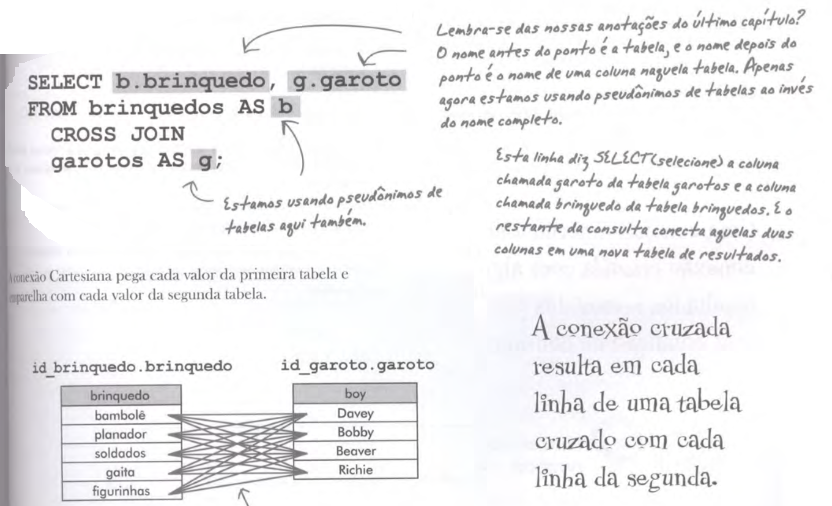 Lembra-se das nossas anotações do último capítulo?
O nome antes do ponto é a tabela, e o nome depois do
ponto é o nome de uma coluna naquela tabela. Apenas
agora estamos usando pseudônimos de tabelas ao invés
do nome completo.
SELECT b.brinquedo, g.garoto
FROM brinquedos AS b
CROSS JOIN
garotos AS g;
Estamos usando pseudônimos de
tabelas aqui também.
Esta linha diz SELECT(selecione) a coluna
chamada garoto da tabela garotos e a coluna
chamada brinquedo da tabela brinquedos. E o
restante da consulta conecta aquelas duas
colunas em uma nova tabela de resultados.
conexão Cartesiana pega cada valor da primeira tabela e
com cada valor da segunda tabela.
id_brinquedo.brinquedo
id_garoto.garoto
brinquedo
bambolê
planador
soldados
gaita
figurinhas
boy
Davey
Bobby
Beaver
Richie
A conexão cruzada
resulta em cada
linha de uma tabela
cruzado com cada
linha da segunda.